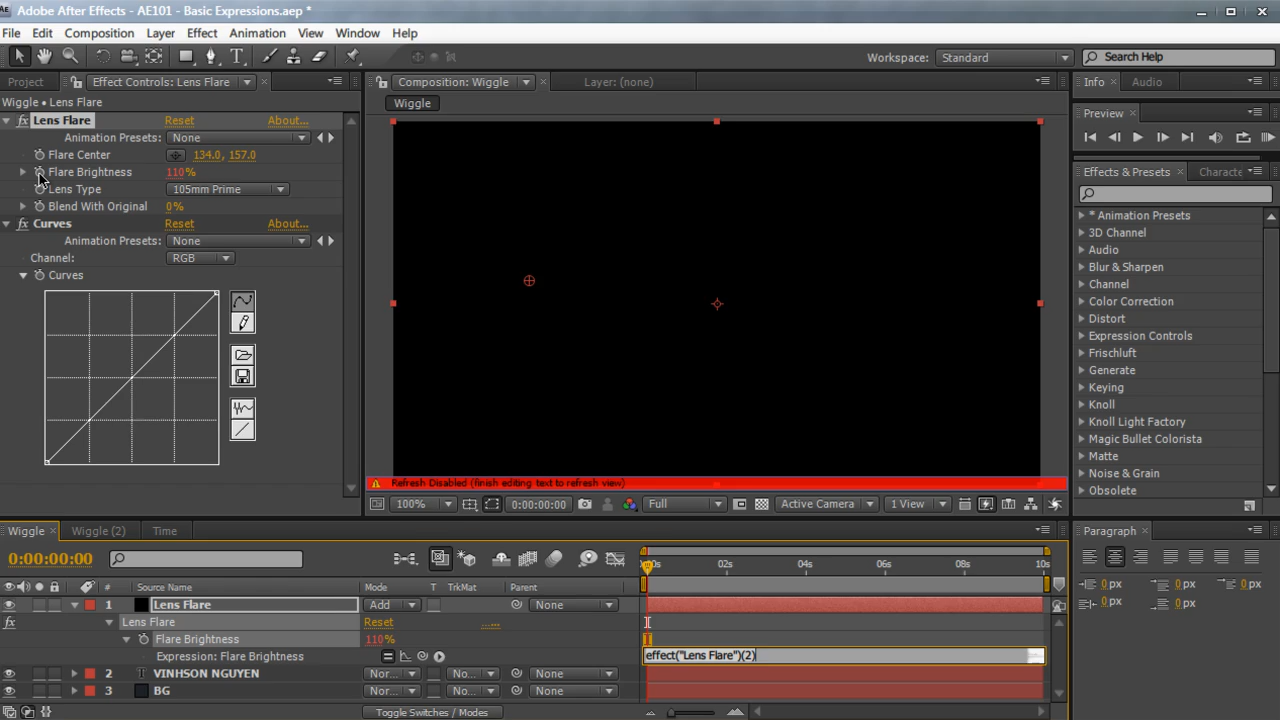 Adobe After Effects - AE101 - Basic Expressions.aep *
File Edit Composition Layer Effect Animation View Window Help
Workspace: Standard Search Help
Project Effect Controls: Lens Flare Composition: Wiggle Layer: (none) Info Audio
Wiggle • Lens Flare
Wiggle
Preview
Lens Flare Reset About...
Animation Presets: None
Flare Center 134.0, 157.0
Flare Brightness 110%
Lens Type 105mm Prime
Blend With Original 0%
Curves Reset About...
Animation Presets: None
Channel: RGB
Curves
Effects & Presets
* Animation Presets
3D Channel
Audio
Blur & Sharpen
Channel
Color Correction
Distort
Expression Controls
Frischluft
Generate
Keying
Knoll
Knoll Light Factory
Magic Bullet Colorista
Matte
Noise & Grain
Obsolete
Refresh Disabled (finish editing text to refresh view)
100% 0:00:00:00 Full Active Camera 1 View
Wiggle Wiggle (2) Time Paragraph
0:00:00:00
02s 04s 06s 08s 10s
# Source Name Mode T TrkMat Parent
1 Lens Flare Add None
Lens Flare Reset ......
Flare Brightness 110%
Expression: Flare Brightness effect("Lens Flare")(2)
2 T VINHSON NGUYEN Nor... No... None
3 BG Nor... No... None
Toggle Switches / Modes
0 px 0 px 0 px
0 px 0 px